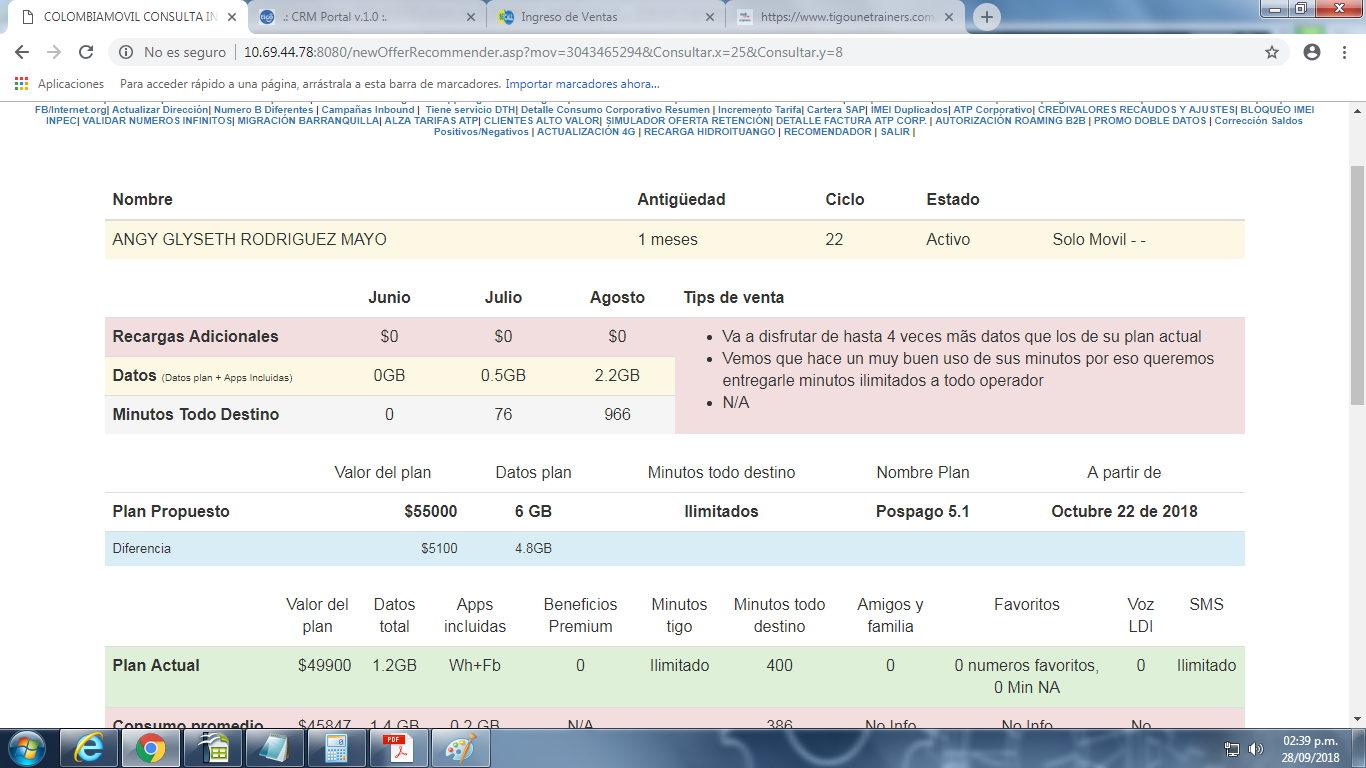 COLOMBIAMOVIL CONSULTA IN
.: CRM Portal v.1.0 :.
Ingreso de Ventas
https://www.tigounetrainers.com
No es seguro | 10.69.44.78:8080/newOfferRecommender.asp?mov=3043465294&Consultar.x=25&Consultar.y=8
Aplicaciones Para acceder rápido a una página, arrástrala a esta barra de marcadores. Importar marcadores ahora...
FB/Internet.org| Actualizar Dirección| Numero B Diferentes | Campañas Inbound | Tiene servicio DTH| Detalle Consumo Corporativo Resumen | Incremento Tarifa| Cartera SAP| IMEI Duplicados| ATP Corporativo| CREDIVALORES RECAUDOS Y AJUSTES| BLOQUEO IMEI
INPEC| VALIDAR NUMEROS INFINITOS| MIGRACIÓN BARRANQUILLA| ALZA TARIFAS ATP| CLIENTES ALTO VALOR| SIMULADOR OFERTA RETENCIÓN| DETALLE FACTURA ATP CORP. | AUTORIZACIÓN ROAMING B2B | PROMO DOBLE DATOS | Corrección Saldos
Positivos/Negativos | ACTUALIZACIÓN 4G | RECARGA HIDROITUANGO | RECOMENDADOR | SALIR |
Nombre Antigüedad Ciclo Estado
ANGY GLYSETH RODRIGUEZ MAYO 1 meses 22 Activo Solo Movil - -
Junio Julio Agosto Tips de venta
Recargas Adicionales $0 $0 $0
Datos (Datos plan + Apps Incluidas) 0GB 0.5GB 2.2GB
Minutos Todo Destino 0 76 966
Va a disfrutar de hasta 4 veces mãs datos que los de su plan actual
Vemos que hace un muy buen uso de sus minutos por eso queremos
entregarle minutos ilimitados a todo operador
N/A
Valor del plan Datos plan Minutos todo destino Nombre Plan A partir de
Plan Propuesto $55000 6 GB Ilimitados Pospago 5.1 Octubre 22 de 2018
Diferencia $5100 4.8GB
Valor del Datos Apps Beneficios Minutos Minutos todo Amigos y Favoritos Voz SMS
plan total incluidas Premium tigo destino familia LDI
Plan Actual $49900 1.2GB Wh+Fb 0 Ilimitado 400 0 0 numeros favoritos, 0 Ilimitado
0 Min NA
Consumo promedio $45847 1.4 GB 0.2 GB N/A 386 No Info No Info No
PDF
02:39 p.m.
28/09/2018